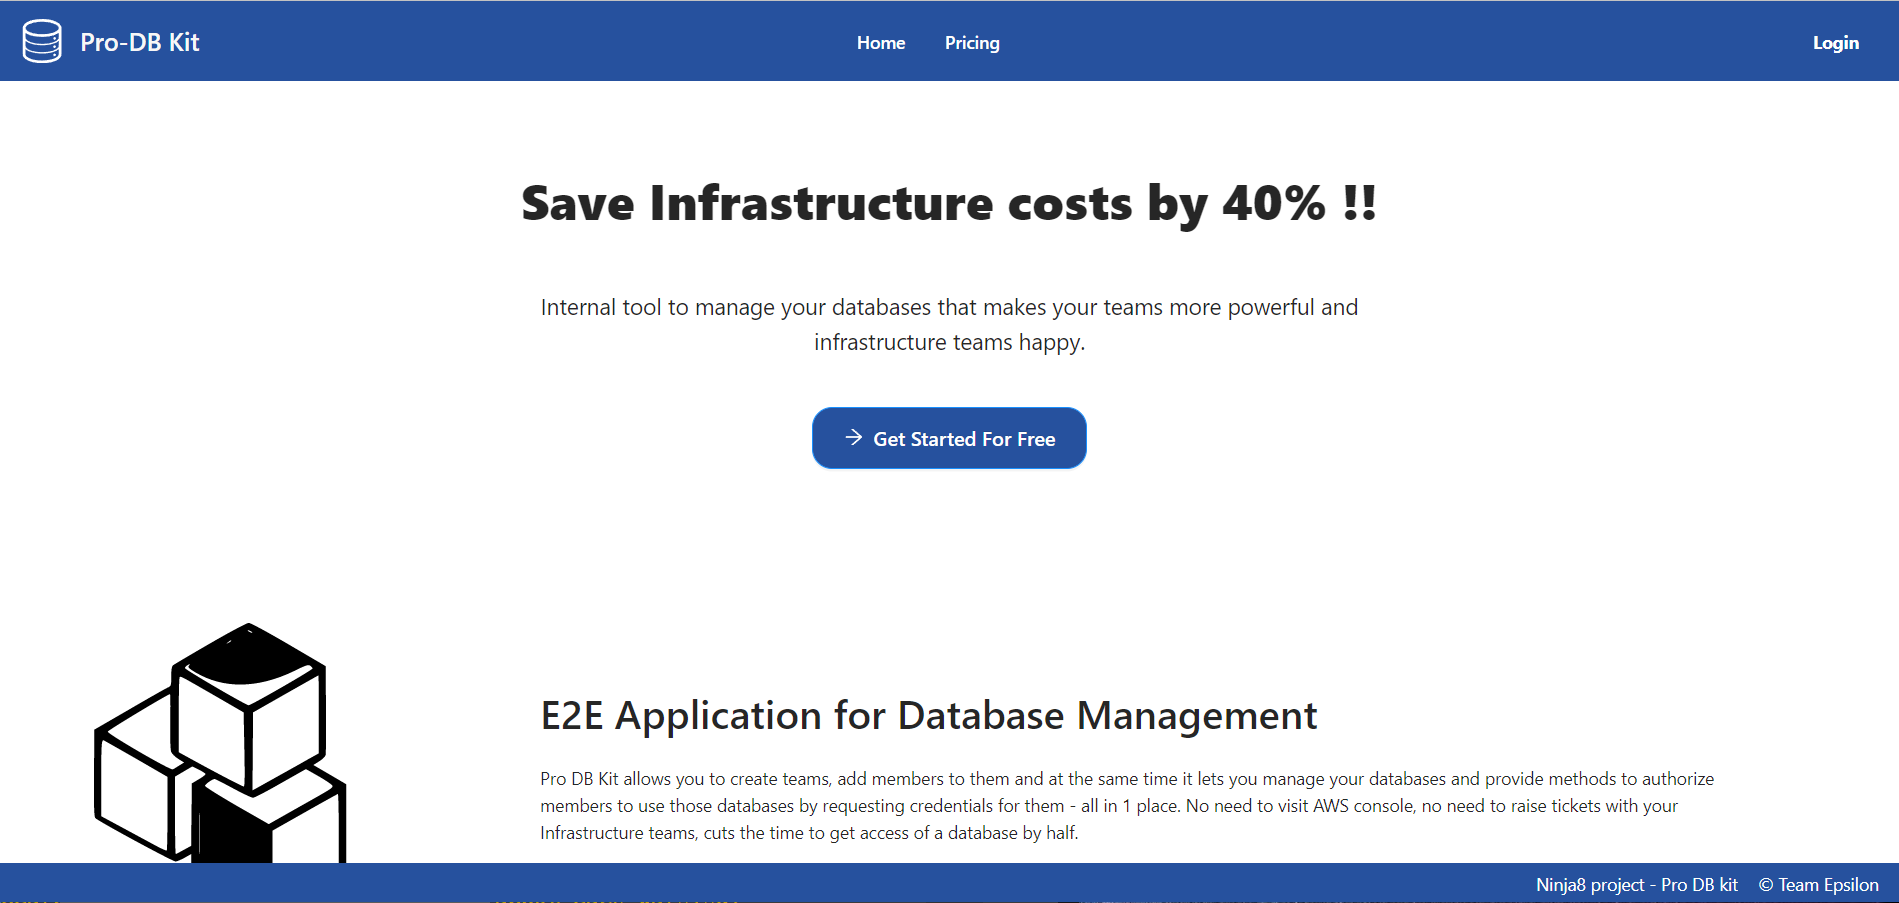 Pro-DB Kit
Home
Pricing
Login
Save Infrastructure costs by 40% !!
Internal tool to manage your databases that makes your teams more powerful and
infrastructure teams happy.
Get Started For Free
E2E Application for Database Management
Pro DB Kit allows you to create teams, add members to them and at the same time it lets you manage your databases and provide methods to authorize
members to use those databases by requesting credentials for them - all in 1 place. No need to visit AWS console, no need to raise tickets with your
Infrastructure teams, cuts the time to get access of a database by half.
Ninja8 project - Pro DB kit
© Team Epsilon